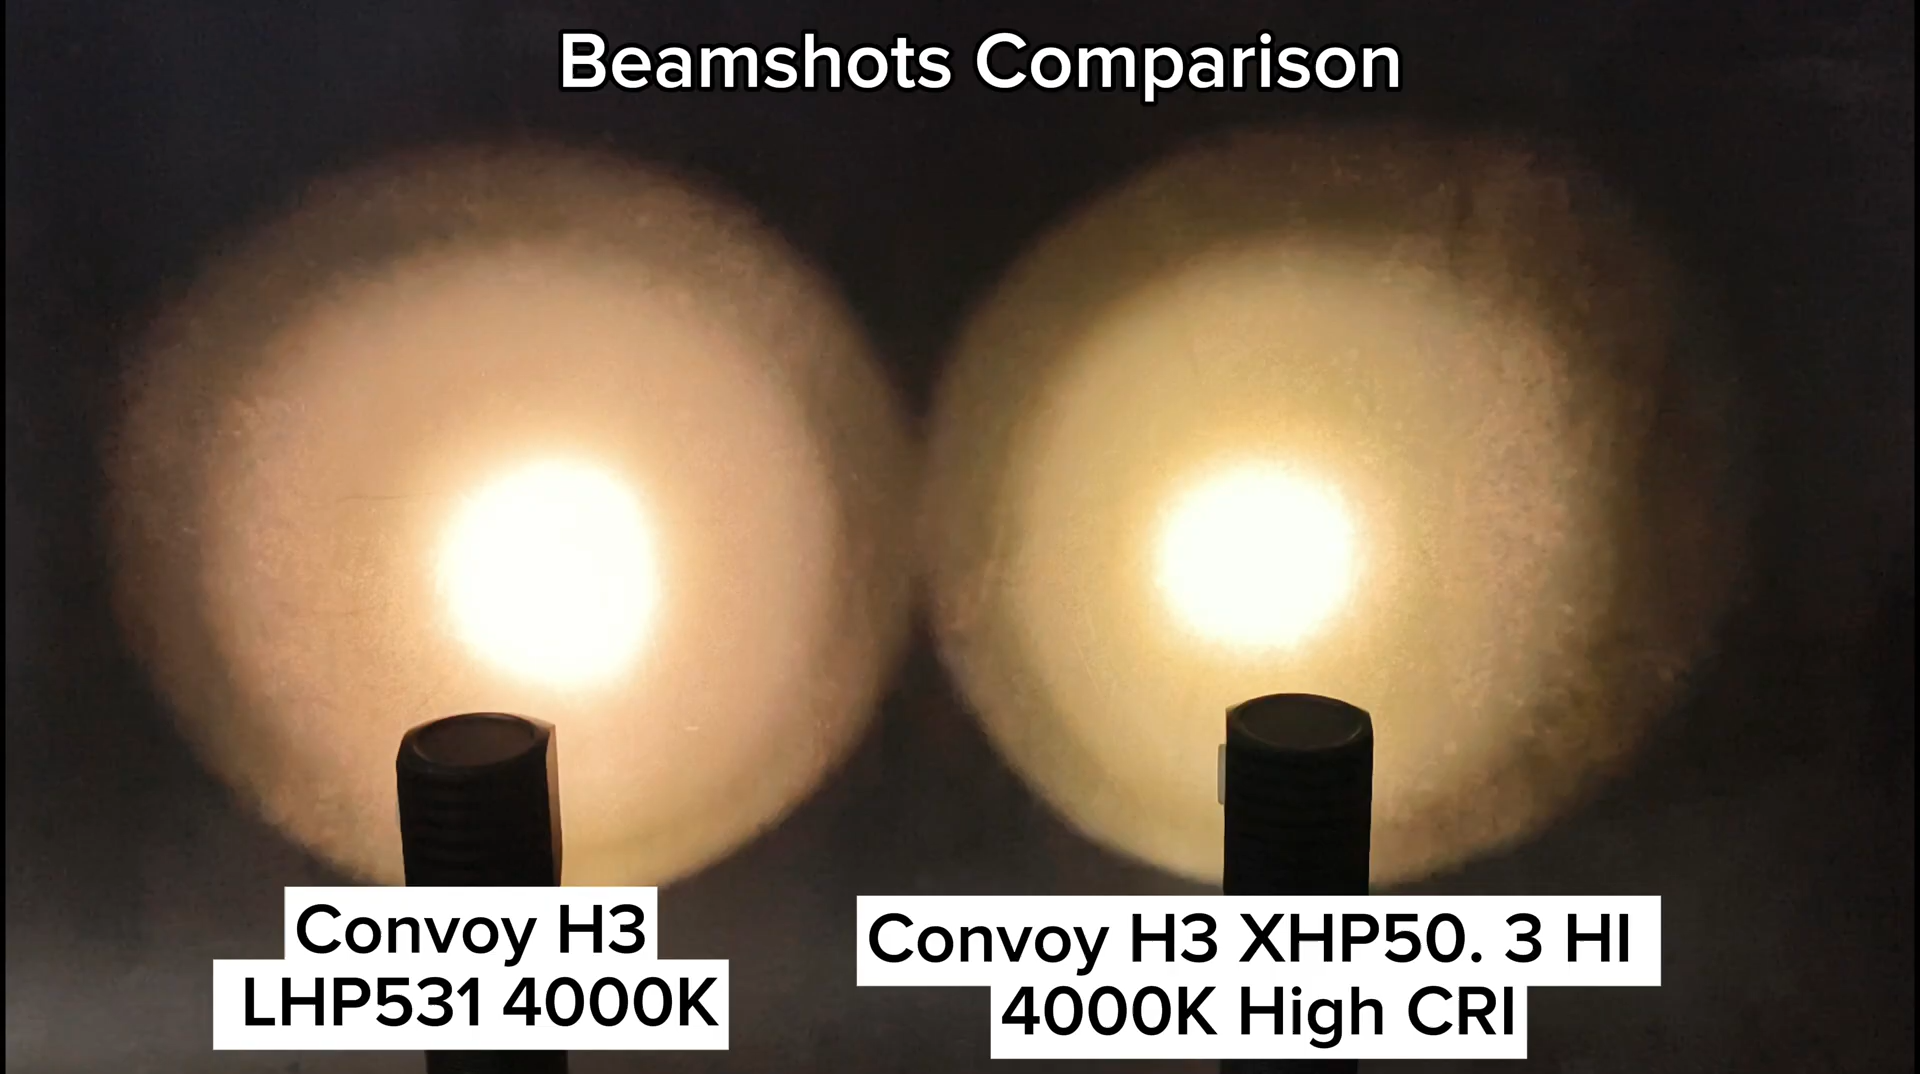 Beamshots Comparison
Convoy H3
LHP531 4000K
Convoy H3 XHP50. 3 HI
4000K High CRI